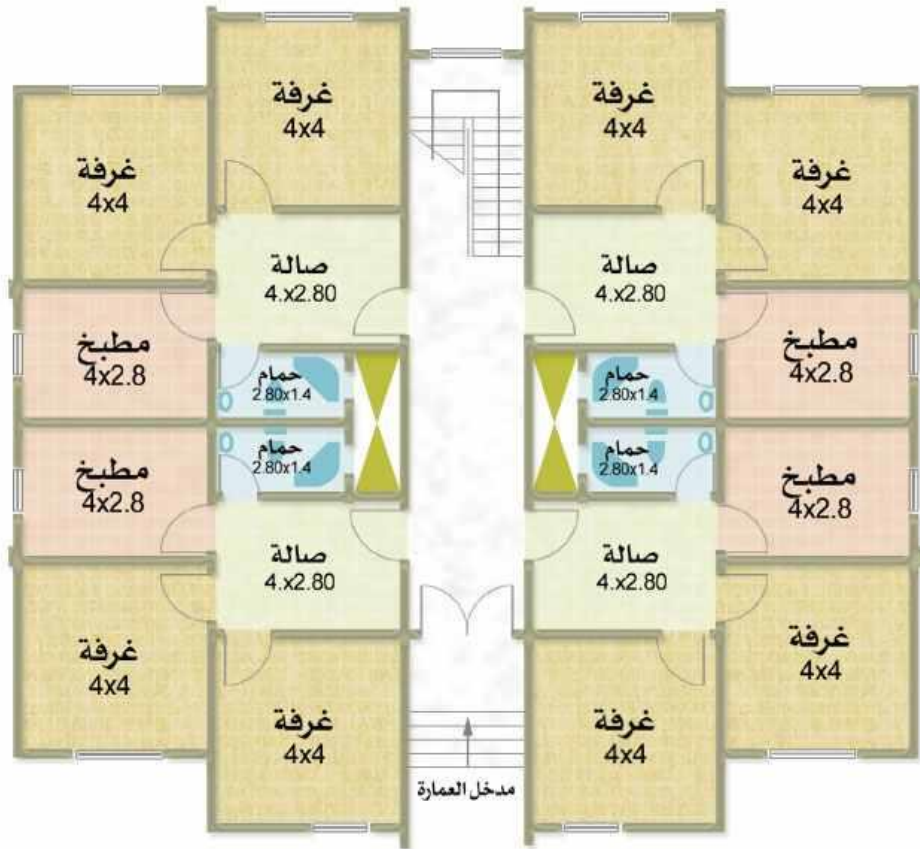 غرفة
4x4
غرفة
4x4
غرفة
4x4
غرفة
4x4
صالة
4.x2.80
صالة
4.x2.80
مطبخ
4x2.8
حمام
2.80x1.4
حمام
2.80x1.4
مطبخ
4x2.8
مطبخ
4x2.8
حمام
2.80x1.4
حمام
2.80x1.4
مطبخ
4x2.8
صالة
4.x2.80
صالة
4.x2.80
غرفة
4x4
غرفة
4x4
غرفة
4x4
غرفة
4x4
مدخل العمارة